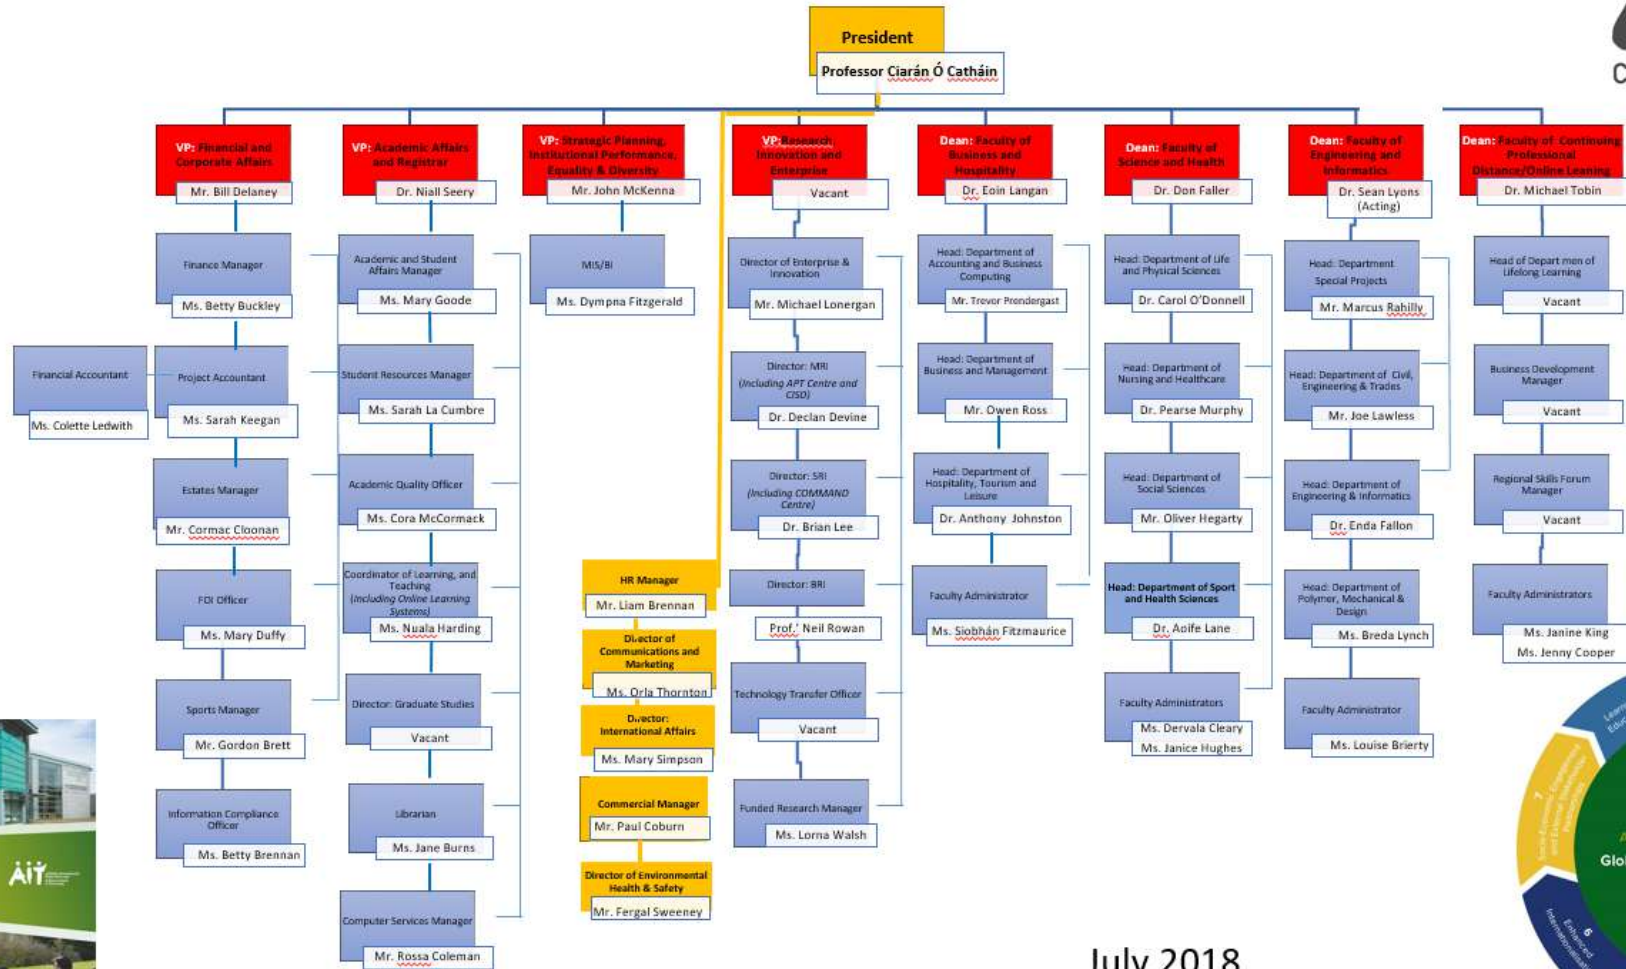 President
Professor Ciarán Ó Catháin
C
VP: Financial and
Corporate Affairs
Mr. Bill Delaney
Finance Manager
Ms. Betty Buckley
Financial Accountant
Ms. Colette Ledwith
Project Accountant
Ms. Sarah Keegan
Estates Manager
Mr. Cormac Cloonan
FOI Officer
Ms. Mary Duffy
Sports Manager
Mr. Gordon Brett
Information Compliance
Officer
Ms. Betty Brennan
VP: Academic Affairs
and Registrar
Dr. Niall Seery
Academic and Student
Affairs Manager
Ms. Mary Goode
Student Resources Manager
Ms. Sarah La Cumbre
Academic Quality Officer
Ms. Cora McCormack
Coordinator of Learning, and
Teaching
(Including Online Learning
Systems)
Ms. Nuala Harding
Director: Graduate Studies
Vacant
Librarian
Ms. Jane Burns
Computer Services Manager
Mr. Rossa Coleman
VP: Strategic Planning,
Institutional Performance,
Equality & Diversity
Mr. John McKenna
MIS/BI
Ms. Dympna Fitzgerald
HR Manager
Mr. Liam Brennan
Director of
Communications and
Marketing
Ms. Orla Thornton
Director:
International Affairs
Ms. Mary Simpson
Commercial Manager
Mr. Paul Coburn
Director of Environmental
Health & Safety
Mr. Fergal Sweeney
VP:Research
Innovation and
Enterprise
Vacant
Director of Enterprise &
Innovation
Mr. Michael Lonergan
Director: MRI
(Including APT Centre and
CISD)
Dr. Declan Devine
Director: SRI
(Including COMMAND
Centre)
Dr. Brian Lee
Director: BRI
Prof.' Neil Rowan
Technology Transfer Officer
Vacant
Funded Research Manager
Ms. Lorna Walsh
Dean: Faculty of
Business and
Hospitality
Dr. Eoin Langan
Head: Department of
Accounting and Business
Computing
Mr. Trevor Prendergast
Head: Department of
Business and Management
Mr. Owen Ross
Head: Department of
Hospitality, Tourism and
Leisure
Dr. Anthony Johnston
Faculty Administrator
Ms. Siobhán Fitzmaurice
Dean: Faculty of
Science and Health
Dr. Don Faller
Head: Department of Life
and Physical Sciences
Dr. Carol O'Donnell
Head: Department of
Nursing and Healthcare
Dr. Pearse Murphy
Head: Department of
Social Sciences
Mr. Oliver Hegarty
Head: Department of Sport
and Health Sciences
Dr. Aoife Lane
Faculty Administrators
Ms. Dervala Cleary
Ms. Janice Hughes
Dean: Faculty of
Engineering and
Informatics
Dr. Sean Lyons
(Acting)
Head: Department
Special Projects
Mr. Marcus Rahilly
Head: Department of Civil,
Engineering & Trades
Mr. Joe Lawless
Head: Department of
Engineering & Informatics
Dr. Enda Fallon
Head: Department of
Polymer, Mechanical &
Design
Ms. Breda Lynch
Faculty Administrator
Ms. Louise Brierty
Dean: Faculty of Continuing
Professional
Distance/Online Leaning
Dr. Michael Tobin
Head of Depart men of
Lifelong Learning
Vacant
Business Development
Manager
Vacant
Regional Skills Forum
Manager
Vacant
Faculty Administrators
Ms. Janine King
Ms. Jenny Cooper
AIT
7
6
Enhanced
Glo
July 2018